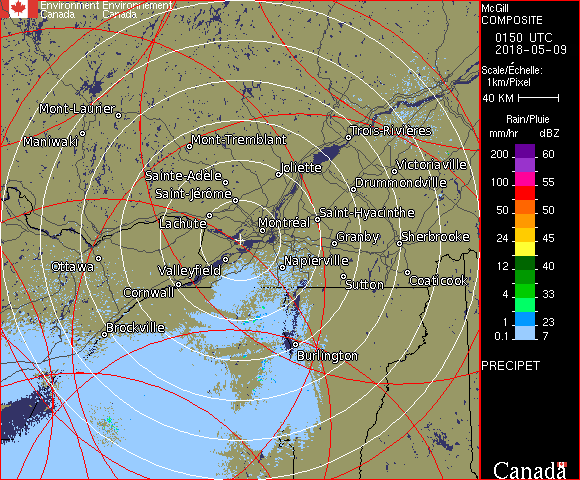 Environment Environnement
Canada Canada
McGill
COMPOSITE
0150 UTC
2018-05-09
Scale/Échelle:
1km/Pixel
40 KM
Rain/Pluie
mm/hr dBZ
200 60
100 55
50 50
24 45
12 40
4 33
1 23
0.1 7
PRECIPET
Canada
Mont-Laurier
Maniwaki
Mont-Tremblant
Trois-Rivières
Sainte-Adèle
Joliette
Victoriaville
Saint-Jérôme
Drummondville
Lachute
Montréal
Saint-Hyacinthe
Granby
Sherbrooke
Ottawa
Valleyfield
Napierville
Cornwall
Sutton
Coaticook
Brockville
Burlington